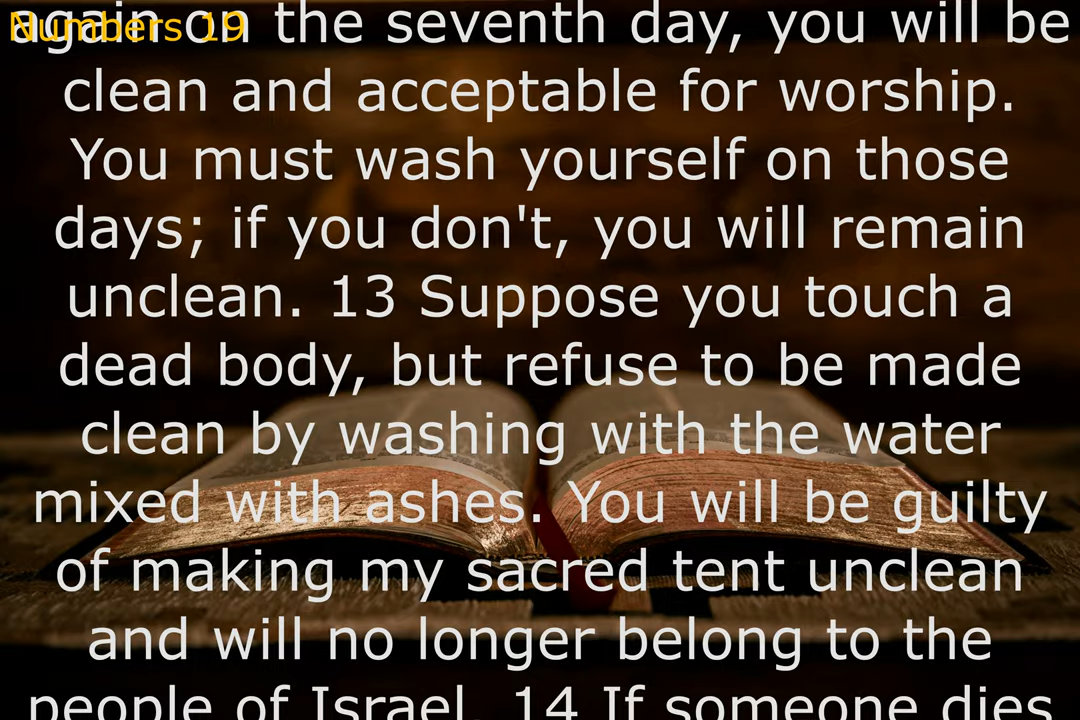 Numbers 19
again on the seventh day, you will be
clean and acceptable for worship.
You must wash yourself on those
days; if you don't, you will remain
unclean. 13 Suppose you touch a
dead body, but refuse to be made
clean by washing with the water
mixed with ashes. You will be guilty
of making my sacred tent unclean
and will no longer belong to the
people of Israel. 14 If someone dies